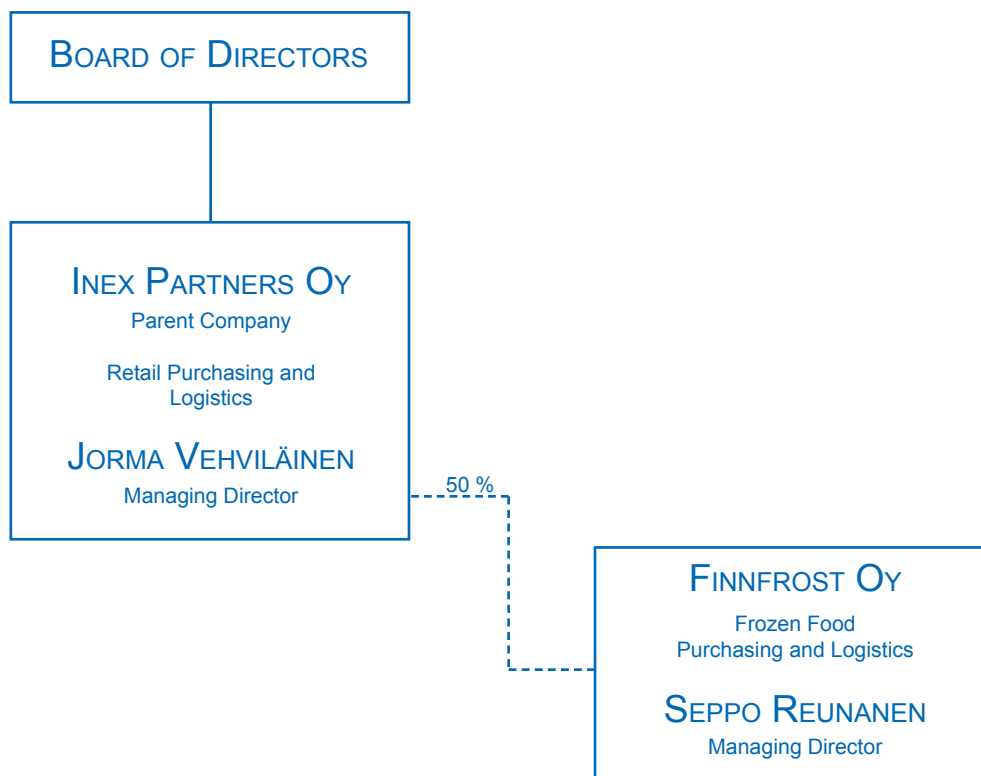 BOARD OF DIRECTORS
INEX PARTNERS OY
Parent Company
Retail Purchasing and
Logistics
JORMA VEHVILÄINEN
Managing Director
50 %
FINNFROST OY
Frozen Food
Purchasing and Logistics
SEPPO REUNANEN
Managing Director